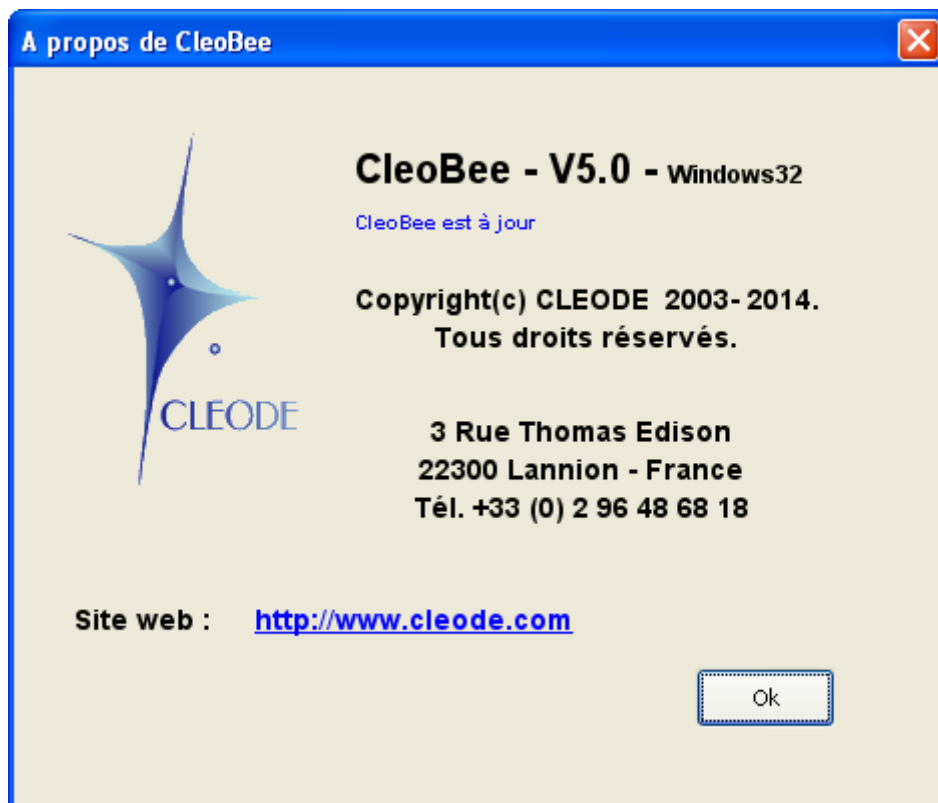 A propos de CleoBee
CleoBee - V5.0 - Windows32
CleoBee est à jour
Copyright(c) CLEODE 2003-2014.
Tous droits réservés.
CLEODE
3 Rue Thomas Edison
22300 Lannion - France
Tél. +33 (0) 2 96 48 68 18
Site web : http://www.cleode.com
Ok